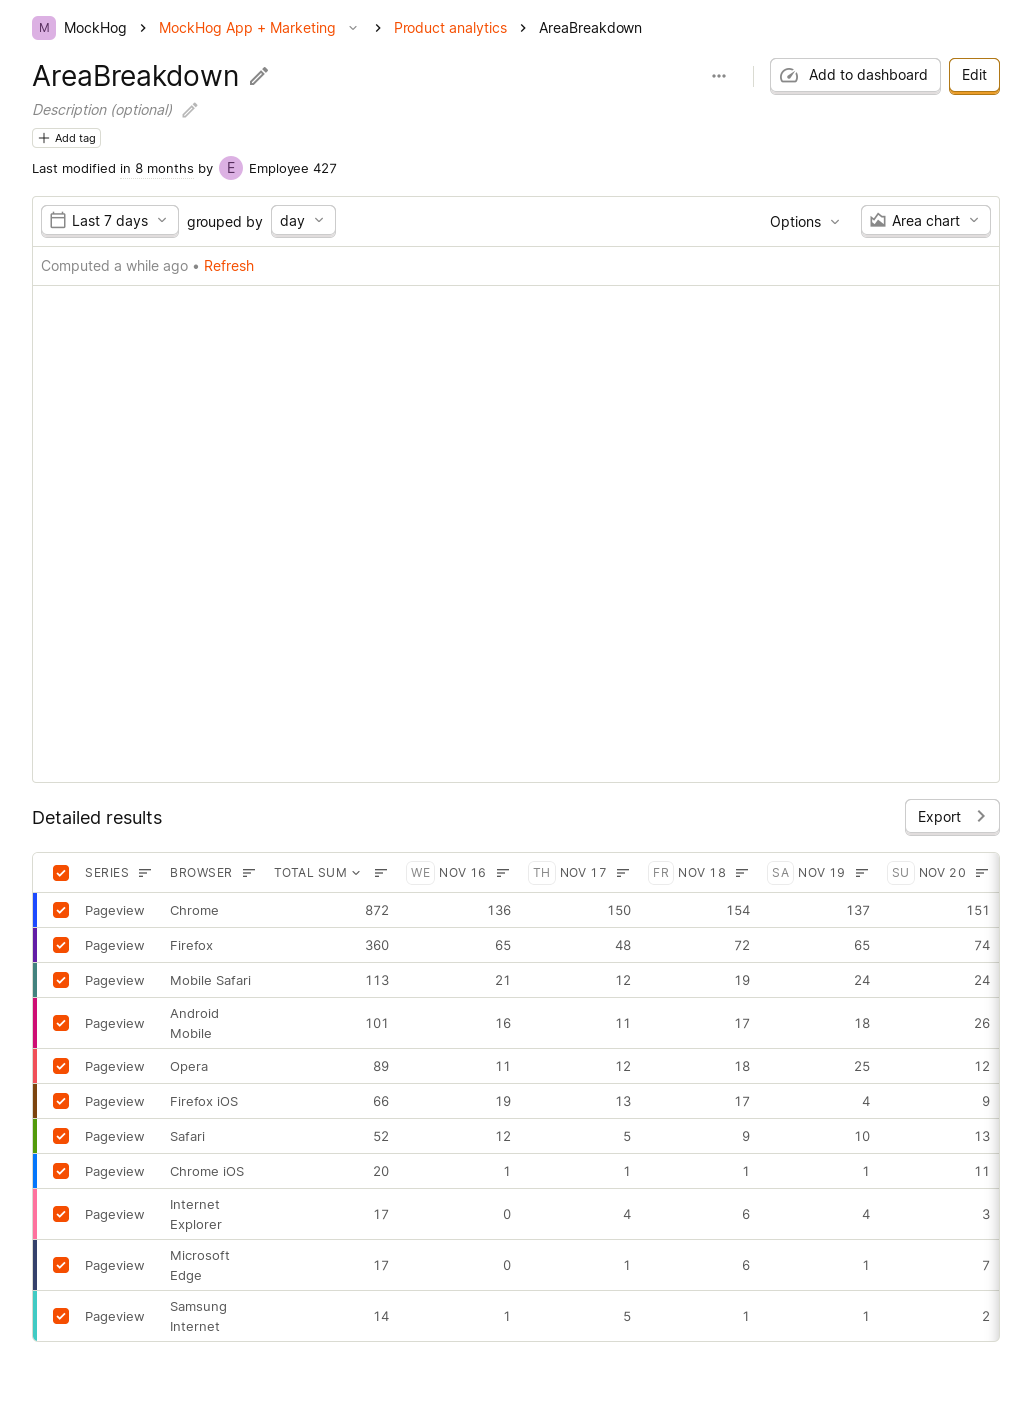 M MockHog MockHog App + Marketing Product analytics AreaBreakdown
AreaBreakdown
Add to dashboard Edit
Description (optional)
Add tag
Last modified in 8 months by E Employee 427
Last 7 days grouped by day Options Area chart
Computed a while ago • Refresh
Detailed results
Export
SERIES BROWSER TOTAL SUM WE NOV 16 TH NOV 17 FR NOV 18 SA NOV 19 SU NOV 20
Pageview Chrome 872 136 150 154 137 151
Pageview Firefox 360 65 48 72 65 74
Pageview Mobile Safari 113 21 12 19 24 24
Pageview Android Mobile 101 16 11 17 18 26
Pageview Opera 89 11 12 18 25 12
Pageview Firefox iOS 66 19 13 17 4 9
Pageview Safari 52 12 5 9 10 13
Pageview Chrome iOS 20 1 1 1 1 11
Pageview Internet Explorer 17 0 4 6 4 3
Pageview Microsoft Edge 17 0 1 6 1 7
Pageview Samsung Internet 14 1 5 1 1 2